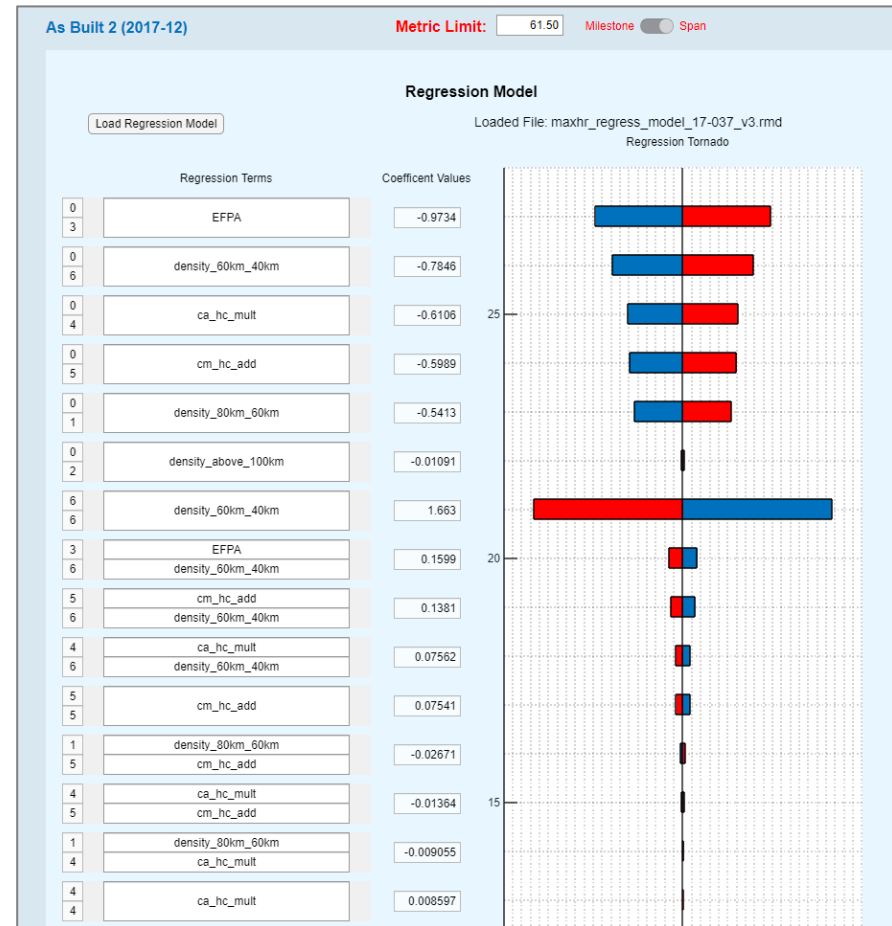 As Built 2 (2017-12) Metric Limit: 61.50 Milestone Span
Regression Model
Load Regression Model Loaded File: maxhr_regress_model_17-037_v3.rmd
Regression Tornado
Regression Terms Coefficent Values
0
3 EFPA -0.9734
0
6 density_60km_40km -0.7846
0
4 ca_hc_mult -0.6106 25
0
5 cm_hc_add -0.5989
0
1 density_80km_60km -0.5413
0
2 density_above_100km -0.01091
6
6 density_60km_40km 1.663
3 EFPA
6 density_60km_40km 0.1599 20
5 cm_hc_add
6 density_60km_40km 0.1381
4 ca_hc_mult
6 density_60km_40km 0.07562
5
5 cm_hc_add 0.07541
1 density_80km_60km
5 cm_hc_add -0.02671
4 ca_hc_mult
5 cm_hc_add -0.01364 15
1 density_80km_60km
4 ca_hc_mult -0.009055
4
4 ca_hc_mult 0.008597